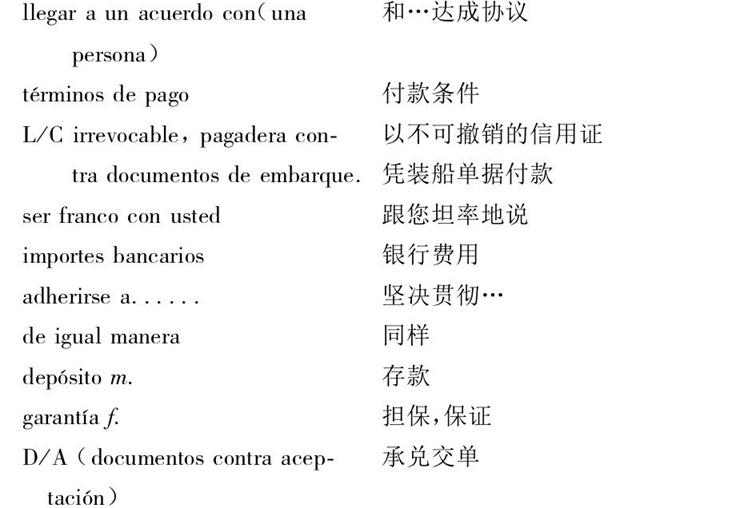 llegar a un acuerdo con(una 和…达成协议
persona)
términos de pago 付款条件
L/C irrevocable, pagadera con- 以不可撤销的信用证
tra documentos de embarque. 凭装船单据付款
ser franco con usted 跟您坦率地说
importes bancarios 银行费用
adherirse a...... 坚决贯彻…
de igual manera 同样
depósito m. 存款
garantía f. 担保,保证
D/A (documentos contra acep- 承兑交单
tación)